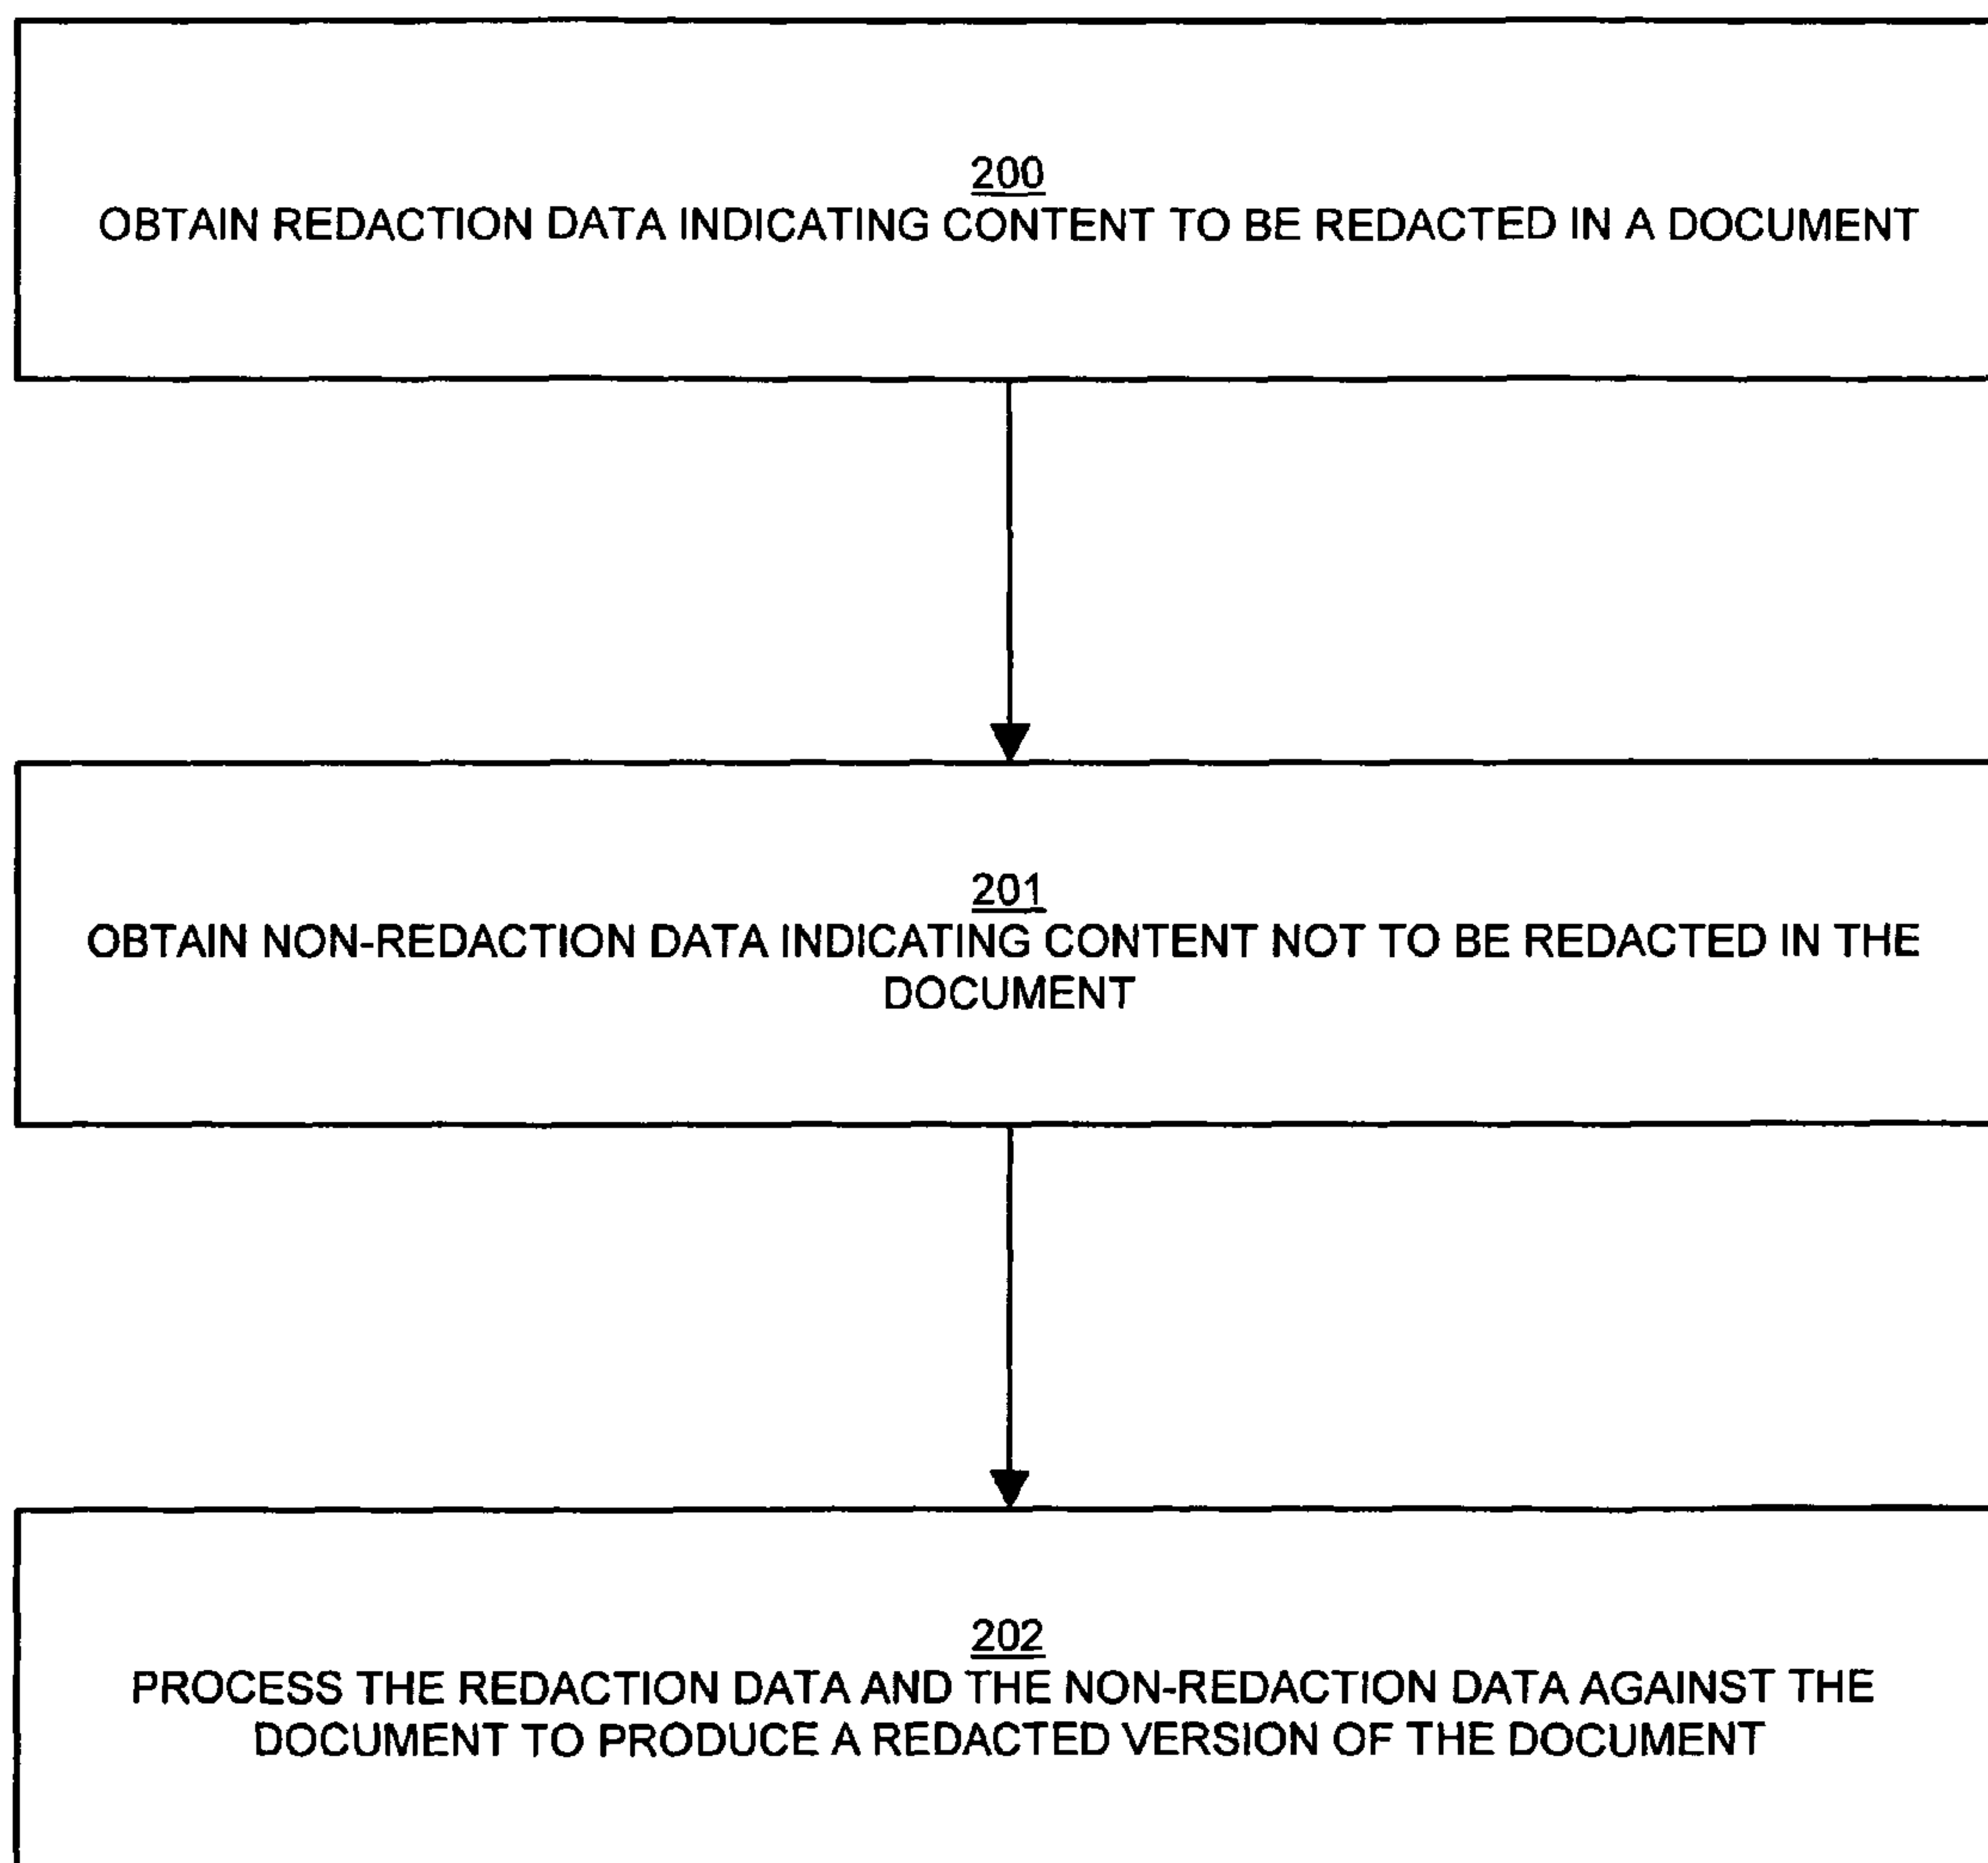 200
OBTAIN REDACTION DATA INDICATING CONTENT TO BE REDACTED IN A DOCUMENT
201
OBTAIN NON-REDACTION DATA INDICATING CONTENT NOT TO BE REDACTED IN THE
DOCUMENT
202
PROCESS THE REDACTION DATA AND THE NON-REDACTION DATA AGAINST THE
DOCUMENT TO PRODUCE A REDACTED VERSION OF THE DOCUMENT